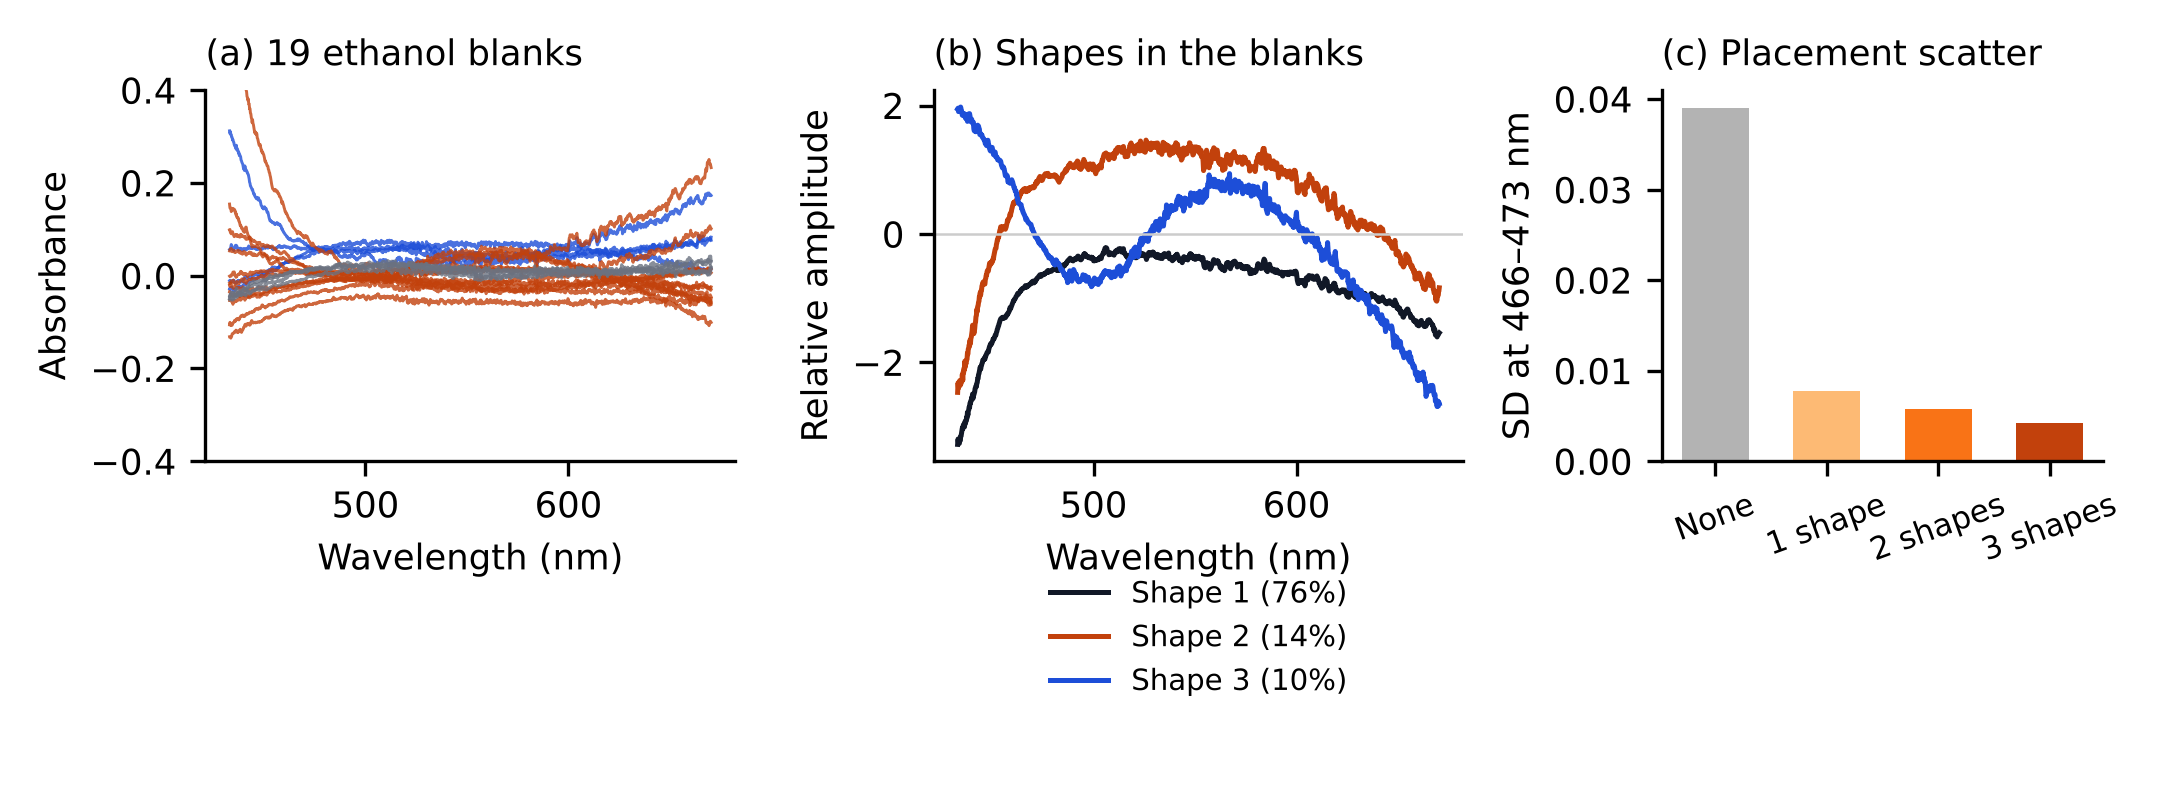 (a) 19 ethanol blanks
0.4
0.2
0.0
−0.2
−0.4
Absorbance
500
600
Wavelength (nm)
(b) Shapes in the blanks
2
0
−2
Relative amplitude
500
600
Wavelength (nm)
Shape 1 (76%)
Shape 2 (14%)
Shape 3 (10%)
(c) Placement scatter
0.04
0.03
0.02
0.01
0.00
SD at 466–473 nm
None
1 shape
2 shapes
3 shapes